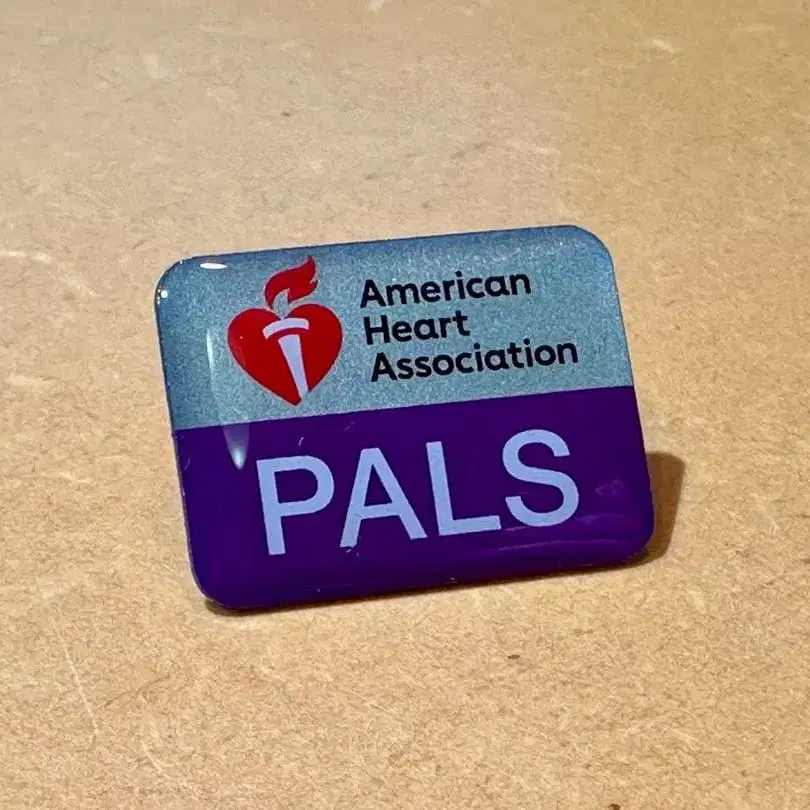 American
Heart
Association
PALS